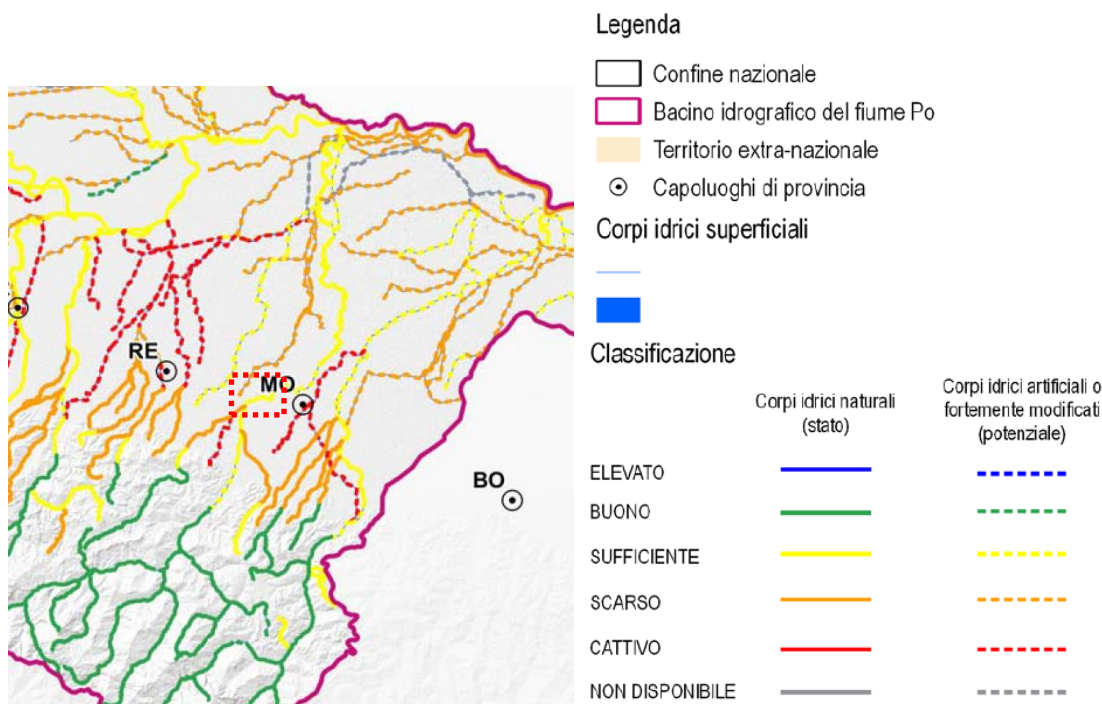 Legenda
Confine nazionale
Bacino idrografico del fiume Po
Territorio extra-nazionale
Capoluoghi di provincia
Corpi idrici superficiali
Classificazione
Corpi idrici naturali
(stato)
Corpi idrici artificiali o
fortemente modificati
(potenziale)
ELEVATO
BUONO
SUFFICIENTE
SCARSO
CATTIVO
NON DISPONIBILE
RE
MO
BO